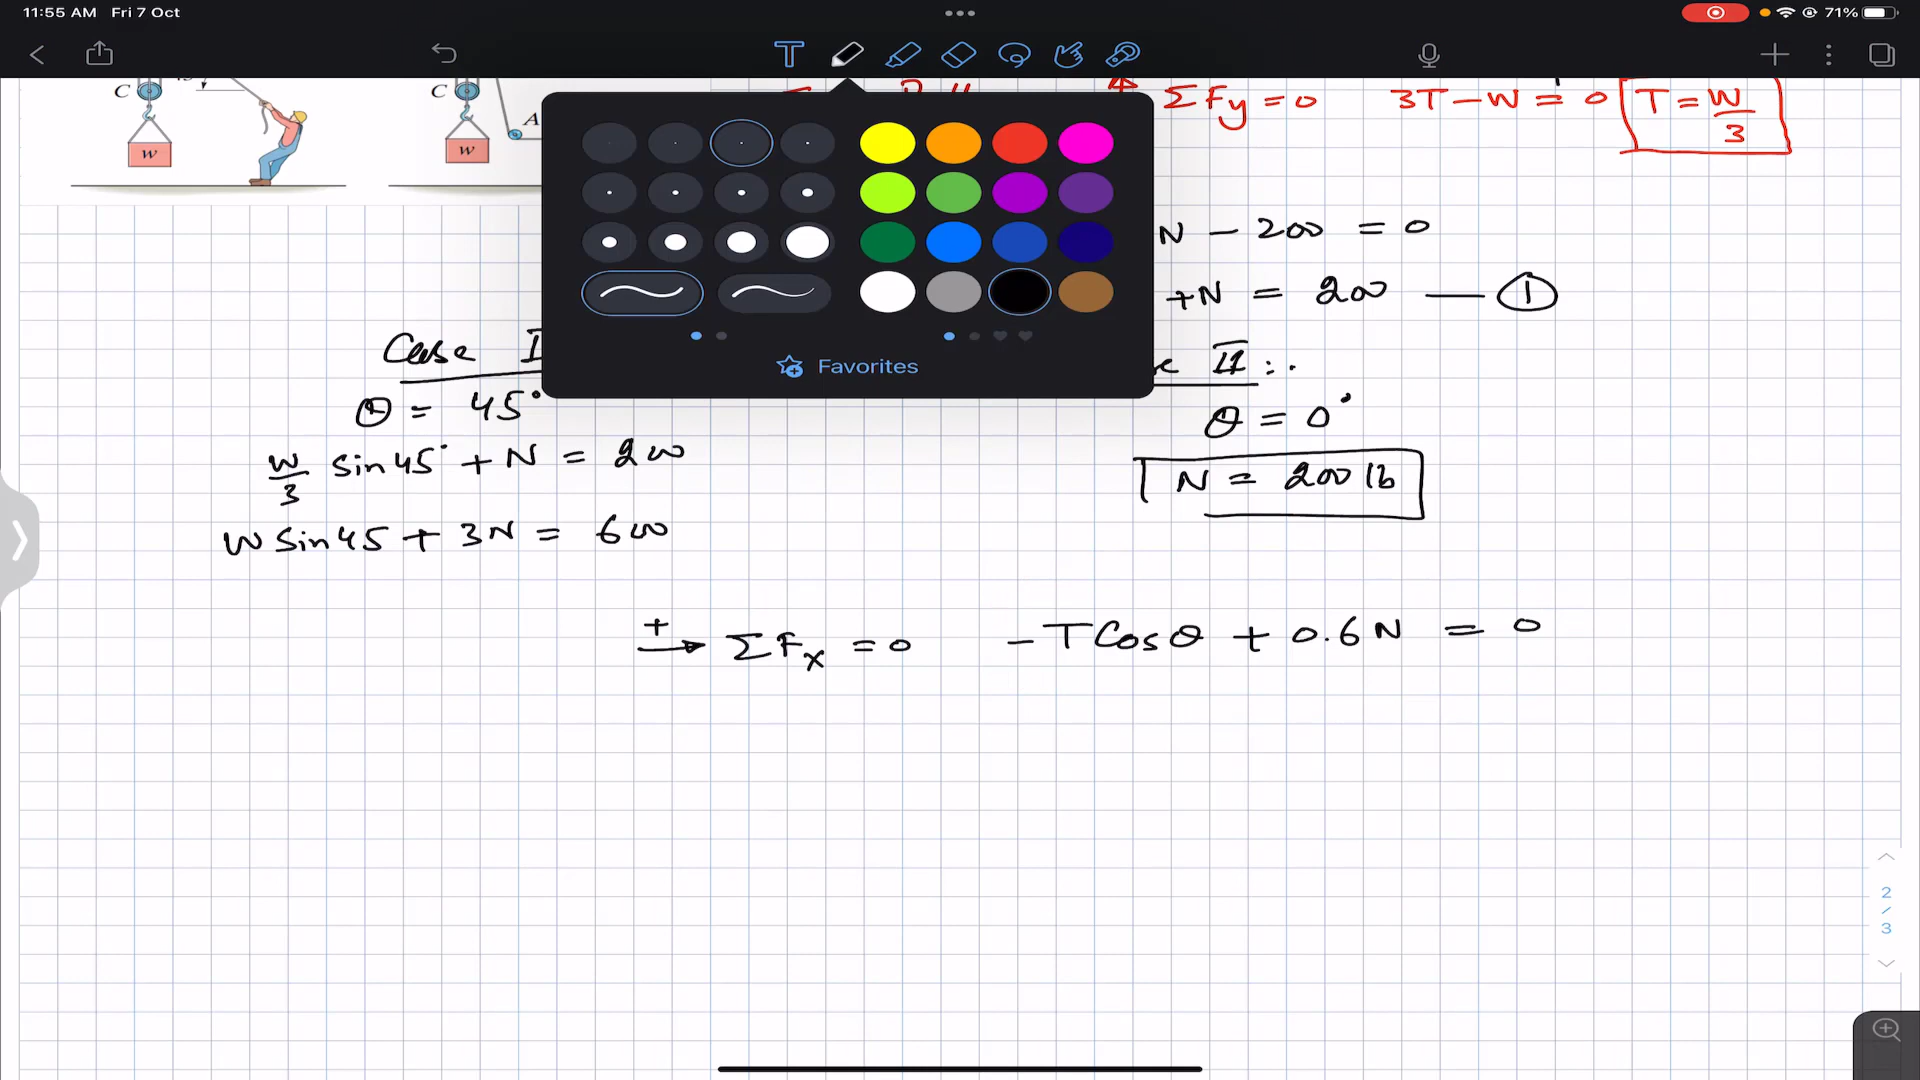 11:55 AM Fri 7 Oct
71%
C
W
C
A
W
ΣFy = 0 3T - W = 0 T = W/3
N - 200 = 0
+N = 200 — 1
Case I
θ = 45°
W/3 sin45° + N = 200
W sin45 + 3N = 600
II :.
θ = 0°
N = 200 lb
+ → ΣFx = 0 - T Cosθ + 0.6N = 0
Favorites
2
/
3